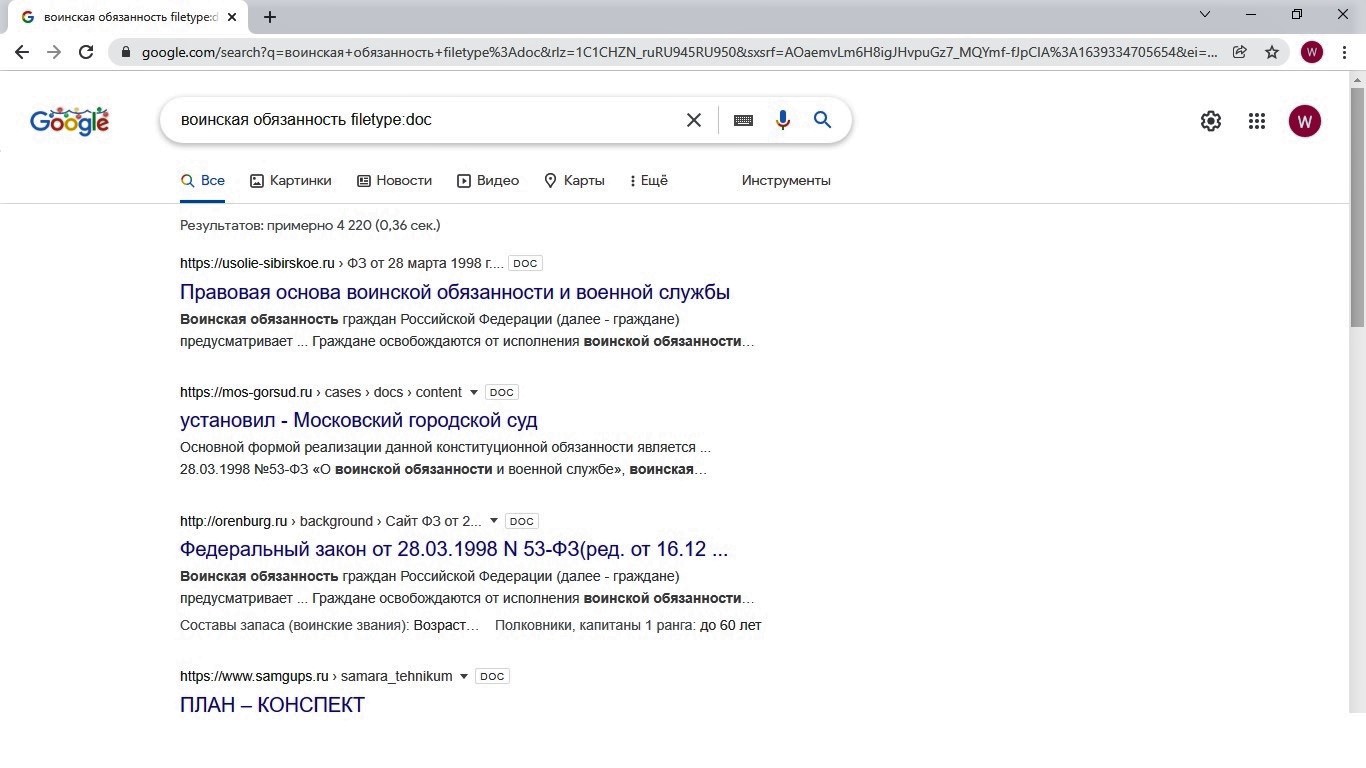 воинская обязанность filetype:d
google.com/search?q=воинская+обязанность+filetype%3Adoc&rlz=1C1CHZN_ruRU945RU950&sxsrf=AOaemvLm6H8igJHvpuGz7_MQYmf-fJpCIA%3A1639334705654&ei=...
W
Google
воинская обязанность filetype:doc
W
Все Картинки Новости Видео Карты Ещё Инструменты
Результатов: примерно 4 220 (0,36 сек.)
https://usolie-sibirskoe.ru › ФЗ от 28 марта 1998 г.... DOC
Правовая основа воинской обязанности и военной службы
Воинская обязанность граждан Российской Федерации (далее - граждане)
предусматривает ... Граждане освобождаются от исполнения воинской обязанности...
https://mos-gorsud.ru › cases › docs › content DOC
установил - Московский городской суд
Основной формой реализации данной конституционной обязанности является ...
28.03.1998 №53-ФЗ «О воинской обязанности и военной службе», воинская...
http://orenburg.ru › background › Сайт ФЗ от 2... DOC
Федеральный закон от 28.03.1998 N 53-ФЗ(ред. от 16.12 ...
Воинская обязанность граждан Российской Федерации (далее - граждане)
предусматривает ... Граждане освобождаются от исполнения воинской обязанности...
Составы запаса (воинские звания): Возраст... Полковники, капитаны 1 ранга: до 60 лет
https://www.samgups.ru › samara_tehnikum DOC
ПЛАН – КОНСПЕКТ